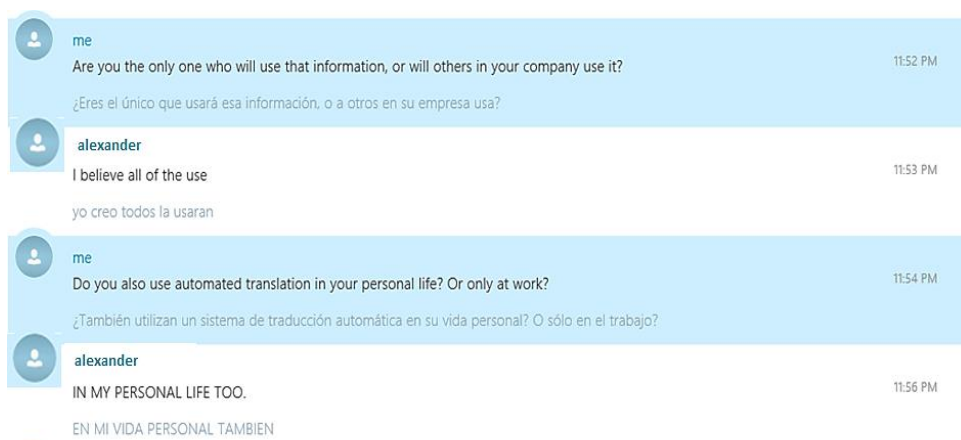 me
Are you the only one who will use that information, or will others in your company use it?
11:52 PM
¿Eres el único que usará esa información, o a otros en su empresa usa?
alexander
I believe all of the use
11:53 PM
yo creo todos la usaran
me
Do you also use automated translation in your personal life? Or only at work?
11:54 PM
¿También utilizan un sistema de traducción automática en su vida personal? O sólo en el trabajo?
alexander
IN MY PERSONAL LIFE TOO.
11:56 PM
EN MI VIDA PERSONAL TAMBIEN